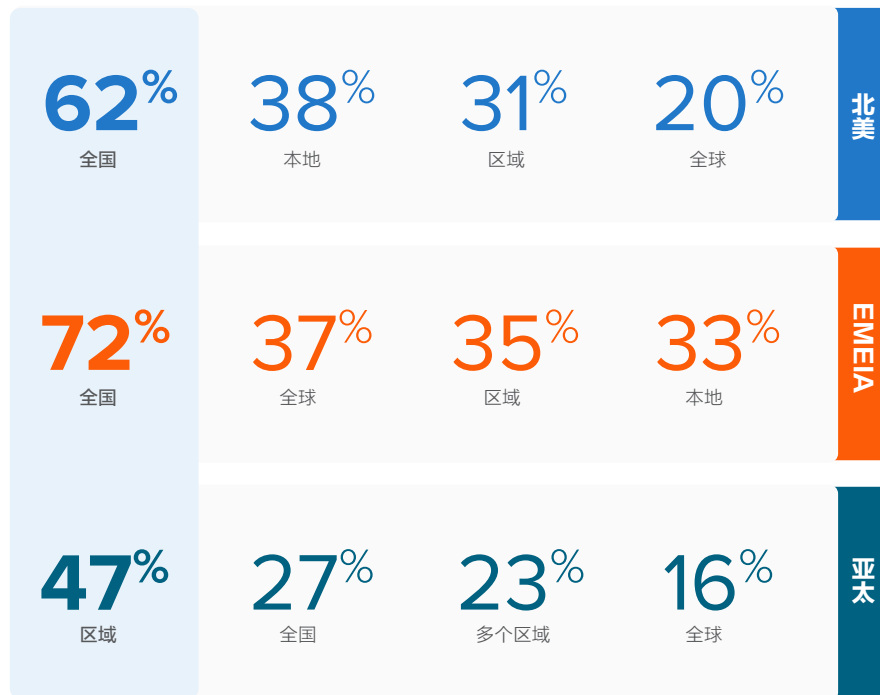 62% 38% 31% 20%
全国 本地 区域 全球
北美
72% 37% 35% 33%
全国 全球 区域 本地
EMEIA
47% 27% 23% 16%
区域 全国 多个区域 全球
亚太